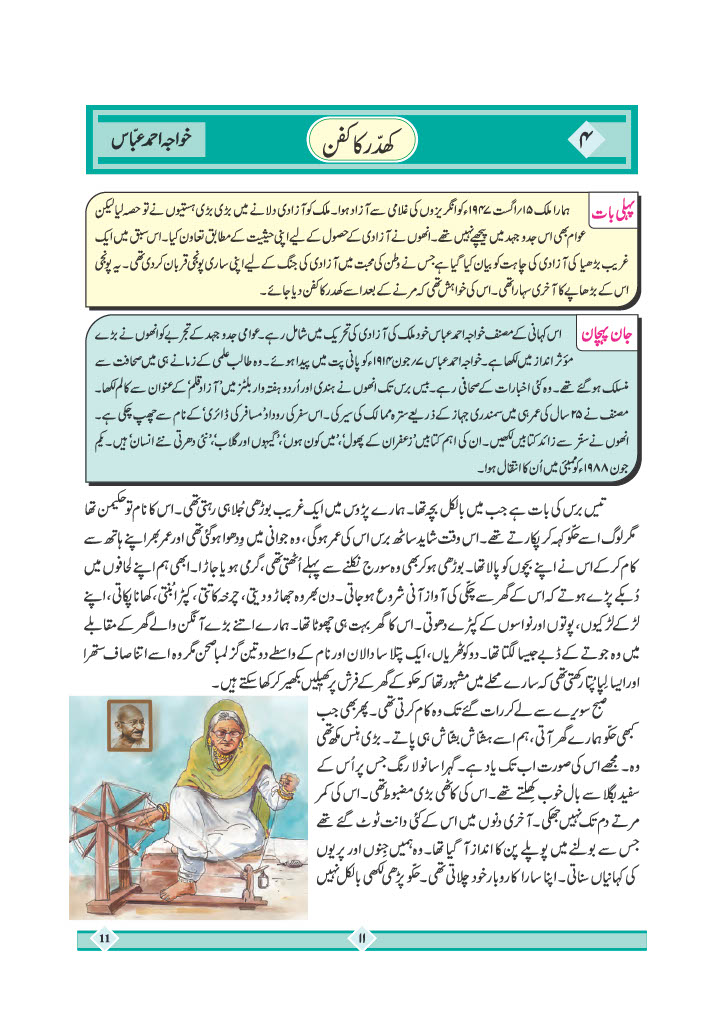 ۴
کھدّر کا کفن
خواجہ احمد عبّاس
پہلی بات
ہمارا ملک ۱۵؍ اگست ۱۹۴۷ء کو انگریزوں کی غلامی سے آزاد ہوا۔ ملک کو آزادی دلانے میں بڑی بڑی ہستیوں نے تو حصہ لیا لیکن
عوام بھی اس جدوجہد میں پیچھے نہیں تھے۔ انھوں نے آزادی کے حصول کے لیے اپنی حیثیت کے مطابق تعاون کیا۔ اس سبق میں ایک
غریب بڑھیا کی آزادی کی چاہت کو بیان کیا گیا ہے جس نے وطن کی محبت میں آزادی کی جنگ کے لیے اپنی ساری پونجی قربان کردی تھی۔ یہ پونجی
اس کے بڑھاپے کا آخری سہارا تھی۔ اس کی خواہش تھی کہ مرنے کے بعد اسے کھدر کا کفن دیا جائے۔
جان پہچان
اس کہانی کے مصنف خواجہ احمد عباس خود ملک کی آزادی کی تحریک میں شامل رہے۔ عوامی جدوجہد کے تجربے کو انھوں نے بڑے
مؤثر انداز میں لکھا ہے۔ خواجہ احمد عباس ۷؍ جون ۱۹۱۴ء کو پانی پت میں پیدا ہوئے۔ وہ طالب علمی کے زمانے ہی میں صحافت سے
منسلک ہوگئے تھے۔ وہ کئی اخبارات کے صحافی رہے۔ بیس برس تک انھوں نے ہندی اور اُردو ہفتہ وار بلٹز میں ’آزاد قلم‘ کے عنوان سے کالم لکھا۔
مصنف نے ۲۵ سال کی عمر ہی میں سمندری جہاز کے ذریعے سترہ ممالک کی سیر کی۔ اس سفر کی روداد ’مسافر کی ڈائری‘ کے نام سے چھپ چکی ہے۔
انھوں نے ستّر سے زائد کتابیں لکھیں۔ ان کی اہم کتابیں ’زعفران کے پھول‘، ’میں کون ہوں‘، ’گیہوں اور گلاب‘، ’نئی دھرتی نئے انسان‘ ہیں۔ یکم
جون ۱۹۸۸ء کو ممبئی میں اُن کا انتقال ہوا۔
تیس برس کی بات ہے جب میں بالکل بچہ تھا۔ ہمارے پڑوس میں ایک غریب بوڑھی جُلاہی رہتی تھی۔ اس کا نام تو حکیمن تھا
مگر لوگ اسے حکّو کہہ کر پکارتے تھے۔ اس وقت شاید ساٹھ برس اس کی عمر ہوگی، وہ جوانی میں وِدھوا ہوگئی تھی اور عمر بھر اپنے ہاتھ سے
کام کرکے اس نے اپنے بچوں کو پالا تھا۔ بوڑھی ہو کر بھی وہ سورج نکلنے سے پہلے اُٹھتی تھی، گرمی ہو یا جاڑا۔ ابھی ہم اپنے لحافوں میں
دُبکے پڑے ہوتے کہ اس کے گھر سے چکّی کی آواز آنی شروع ہو جاتی۔ دن بھر وہ جھاڑو دیتی، چرخہ کاتتی، کپڑا بُنتی، کھانا پکاتی، اپنے
لڑکے لڑکیوں، پوتوں اور نواسوں کے کپڑے دھوتی۔ اس کا گھر بہت ہی چھوٹا تھا۔ ہمارے اتنے بڑے آنگن والے گھر کے مقابلے
میں وہ جوتے کے ڈبے جیسا لگتا تھا۔ دو کوٹھریاں، ایک پتلا سا دالان اور نام کے واسطے دو تین گز لمبا صحن مگر وہ اسے اتنا صاف ستھرا
اور ایسا لِپا پُتا رکھتی تھی کہ سارے محلے میں مشہور تھا کہ حکّو کے گھر کے فرش پر کھیلیں بکھیر کر کھا سکتے ہیں۔
صبح سویرے سے لے کر رات گئے تک وہ کام کرتی تھی۔ پھر بھی جب
کبھی حکّو ہمارے گھر آتی، ہم اسے ہشّاش بشّاش ہی پاتے۔ بڑی ہنس مکھ تھی
وہ۔ مجھے اس کی صورت اب تک یاد ہے۔ گہرا سانولا رنگ جس پر اُس کے
سفید بگلا سے بال خوب کِھلتے تھے۔ اس کی کاٹھی بڑی مضبوط تھی۔ اس کی کمر
مرتے دم تک نہیں جھکی۔ آخری دنوں میں اس کے کئی دانت ٹوٹ گئے تھے
جس سے بولنے میں پوپلے پن کا انداز آگیا تھا۔ وہ ہمیں جِنّوں اور پریوں
کی کہانیاں سناتی۔ اپنا سارا کاروبار خود چلاتی تھی۔ حکّو پڑھی لکھی بالکل نہیں
11
۱۱